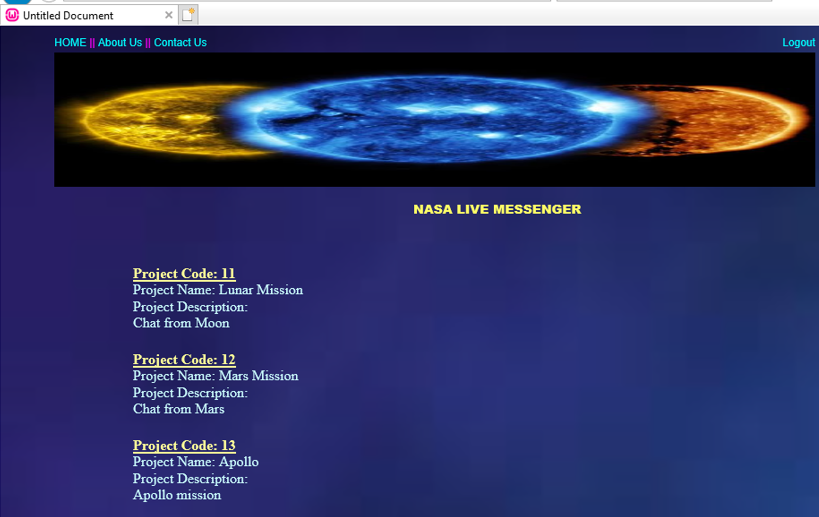 Untitled Document
HOME || About Us || Contact Us
Logout
NASA LIVE MESSENGER
Project Code: 11
Project Name: Lunar Mission
Project Description:
Chat from Moon
Project Code: 12
Project Name: Mars Mission
Project Description:
Chat from Mars
Project Code: 13
Project Name: Apollo
Project Description:
Apollo mission